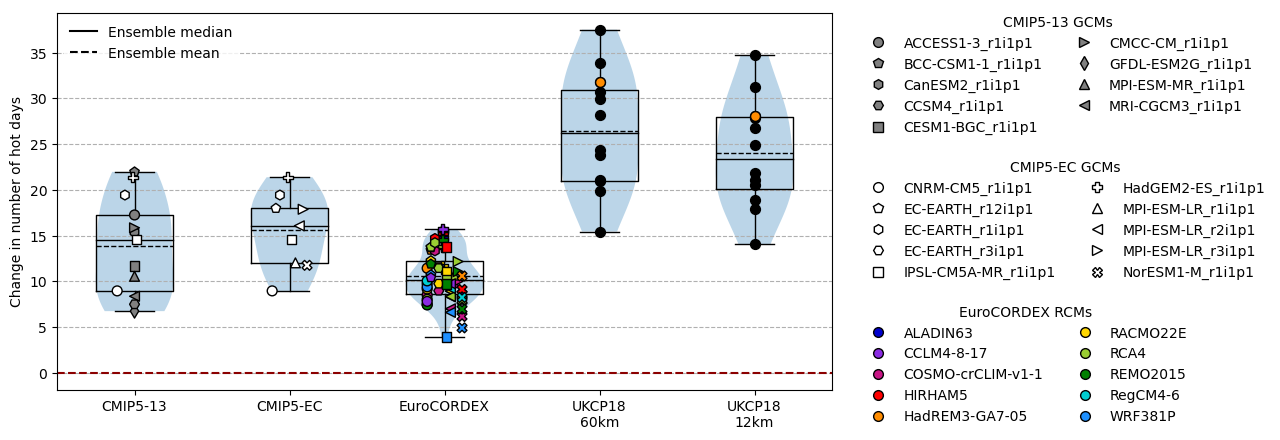 Ensemble median
Ensemble mean
Change in number of hot days
35
30
25
20
15
10
5
0
CMIP5-13
CMIP5-EC
EuroCORDEX
UKCP18
60km
UKCP18
12km
CMIP5-13 GCMs
ACCESS1-3_r1i1p1
BCC-CSM1-1_r1i1p1
CanESM2_r1i1p1
CCSM4_r1i1p1
CESM1-BGC_r1i1p1
CMCC-CM_r1i1p1
GFDL-ESM2G_r1i1p1
MPI-ESM-MR_r1i1p1
MRI-CGCM3_r1i1p1
CMIP5-EC GCMs
CNRM-CM5_r1i1p1
EC-EARTH_r12i1p1
EC-EARTH_r1i1p1
EC-EARTH_r3i1p1
IPSL-CM5A-MR_r1i1p1
HadGEM2-ES_r1i1p1
MPI-ESM-LR_r1i1p1
MPI-ESM-LR_r2i1p1
MPI-ESM-LR_r3i1p1
NorESM1-M_r1i1p1
EuroCORDEX RCMs
ALADIN63
CCLM4-8-17
COSMO-crCLIM-v1-1
HIRHAM5
HadREM3-GA7-05
RACMO22E
RCA4
REMO2015
RegCM4-6
WRF381P